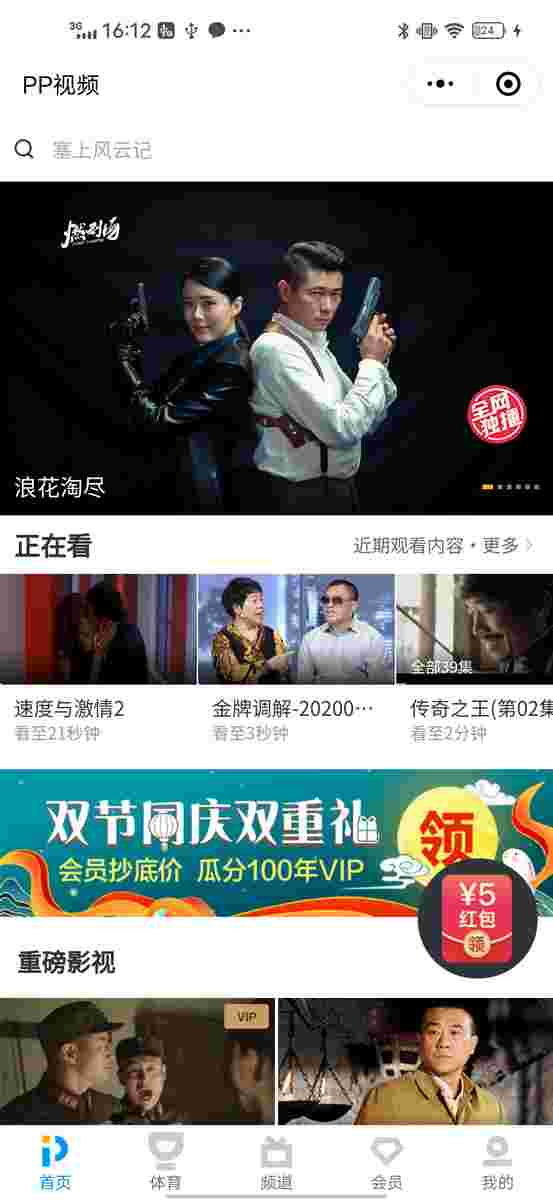 3G 16:12 24
PP视频
塞上风云记
燃剧场
全网
独播
浪花淘尽
正在看
近期观看内容·更多
全部39集
速度与激情2
金牌调解-20200…
传奇之王(第02集
看至21秒钟
看至3秒钟
看至2分钟
双节同庆双重礼
会员抄底价 瓜分100年VIP
领
¥5
红包
领
重磅影视
VIP
首页
体育
频道
会员
我的